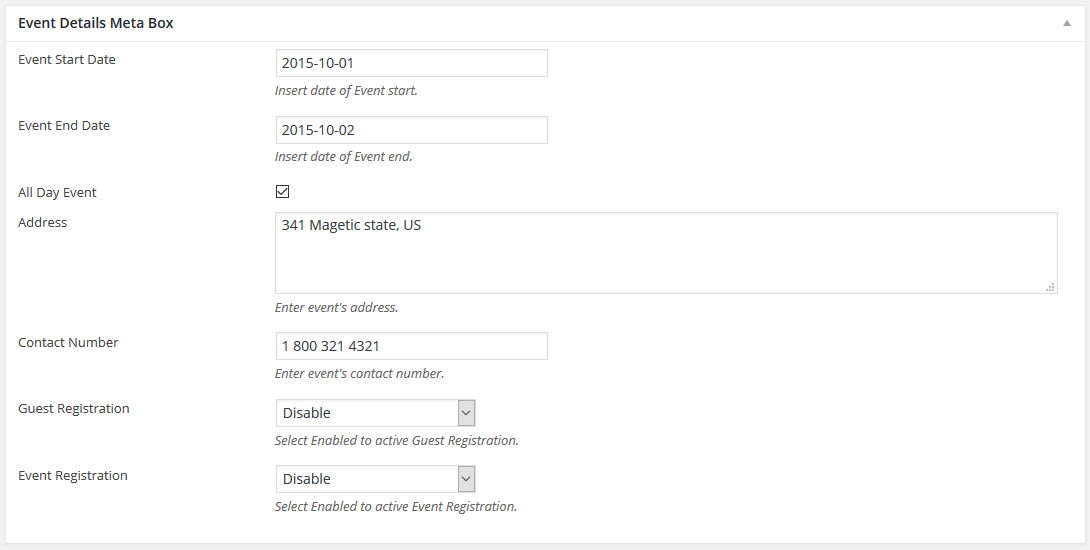 Event Details Meta Box
Event Start Date
2015-10-01
Insert date of Event start.
Event End Date
2015-10-02
Insert date of Event end.
All Day Event
Address
341 Magetic state, US
Enter event's address.
Contact Number
1 800 321 4321
Enter event's contact number.
Guest Registration
Disable
Select Enabled to active Guest Registration.
Event Registration
Disable
Select Enabled to active Event Registration.